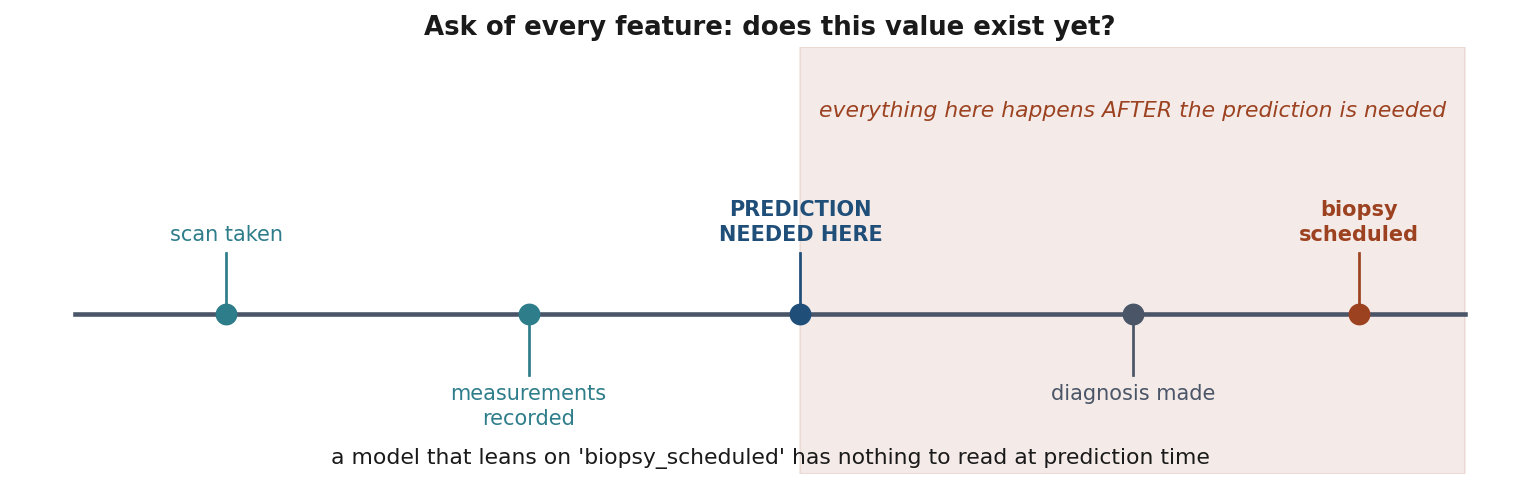 Ask of every feature: does this value exist yet?
everything here happens AFTER the prediction is needed
scan taken
PREDICTION
NEEDED HERE
biopsy
scheduled
measurements
recorded
diagnosis made
a model that leans on 'biopsy_scheduled' has nothing to read at prediction time